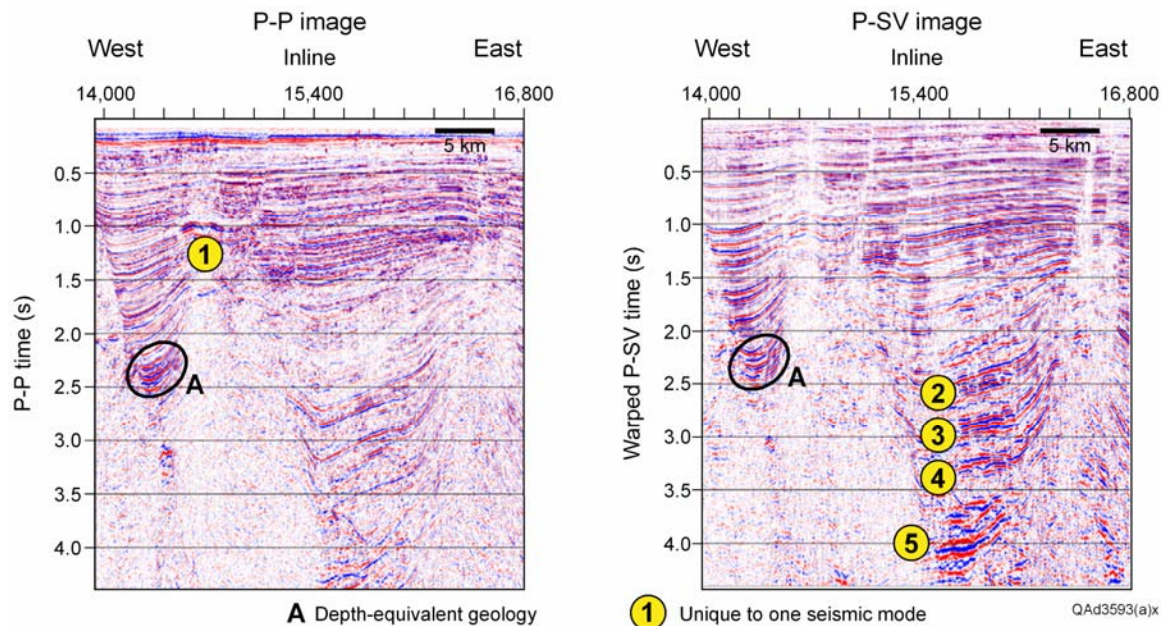 P-P image
West
East
Inline
14,000 15,400 16,800
5 km
P-P time (s)
0.5
1.0
1.5
2.0
2.5
3.0
3.5
4.0
1
A
P-SV image
West
East
Inline
14,000 15,400 16,800
5 km
Warped P-SV time (s)
0.5
1.0
1.5
2.0
2.5
3.0
3.5
4.0
A
2
3
4
5
A Depth-equivalent geology
1 Unique to one seismic mode
QAd3593(a)x